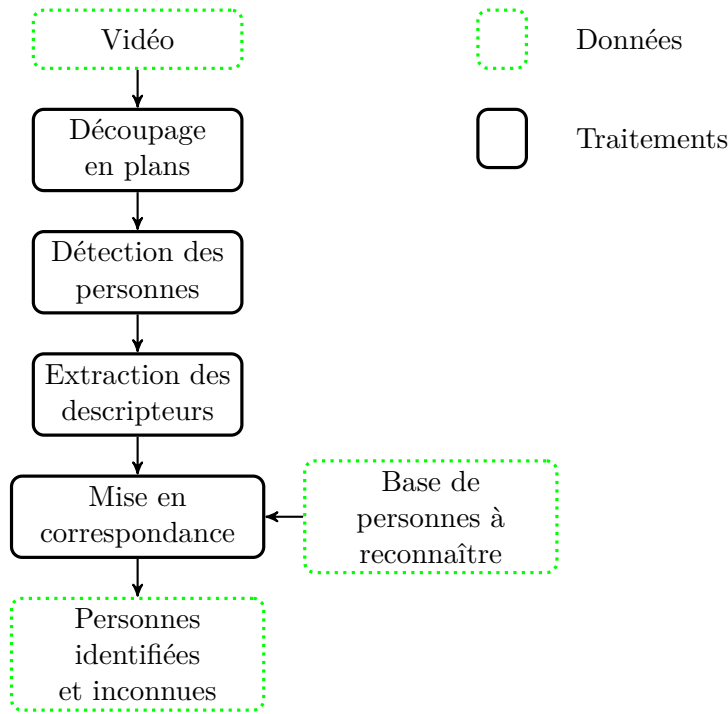 Vidéo
Données
Découpage
en plans
Traitements
Détection des
personnes
Extraction des
descripteurs
Mise en
correspondance
Base de
personnes à
reconnaître
Personnes
identifiées
et inconnues